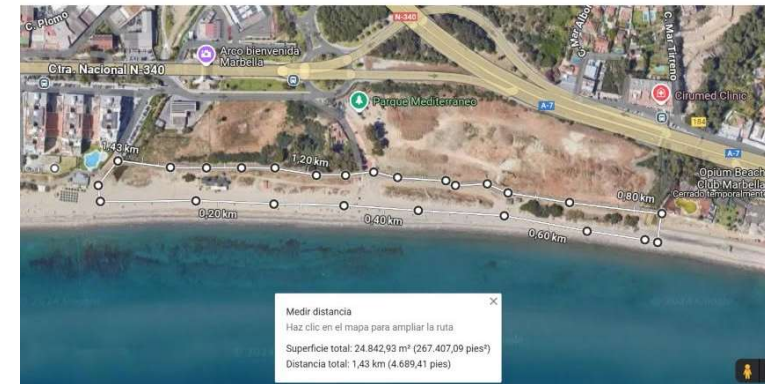 C. Plomo
N-340
C. Mar Tirreno
Arco bienvenida
Marbella
Ctra. Nacional N-340
Parque Mediterraneo
A-7
Cirumed Clinic
184
A-7
1,43 km
1,20 km
Opium Beach
Club Marbella
Cerrado temporalmente
0,80 km
0,20 km
0,40 km
0,60 km
Medir distancia
Haz clic en el mapa para ampliar la ruta
Superficie total: 24.842,93 m² (267.407,09 pies²)
Distancia total: 1,43 km (4.689,41 pies)